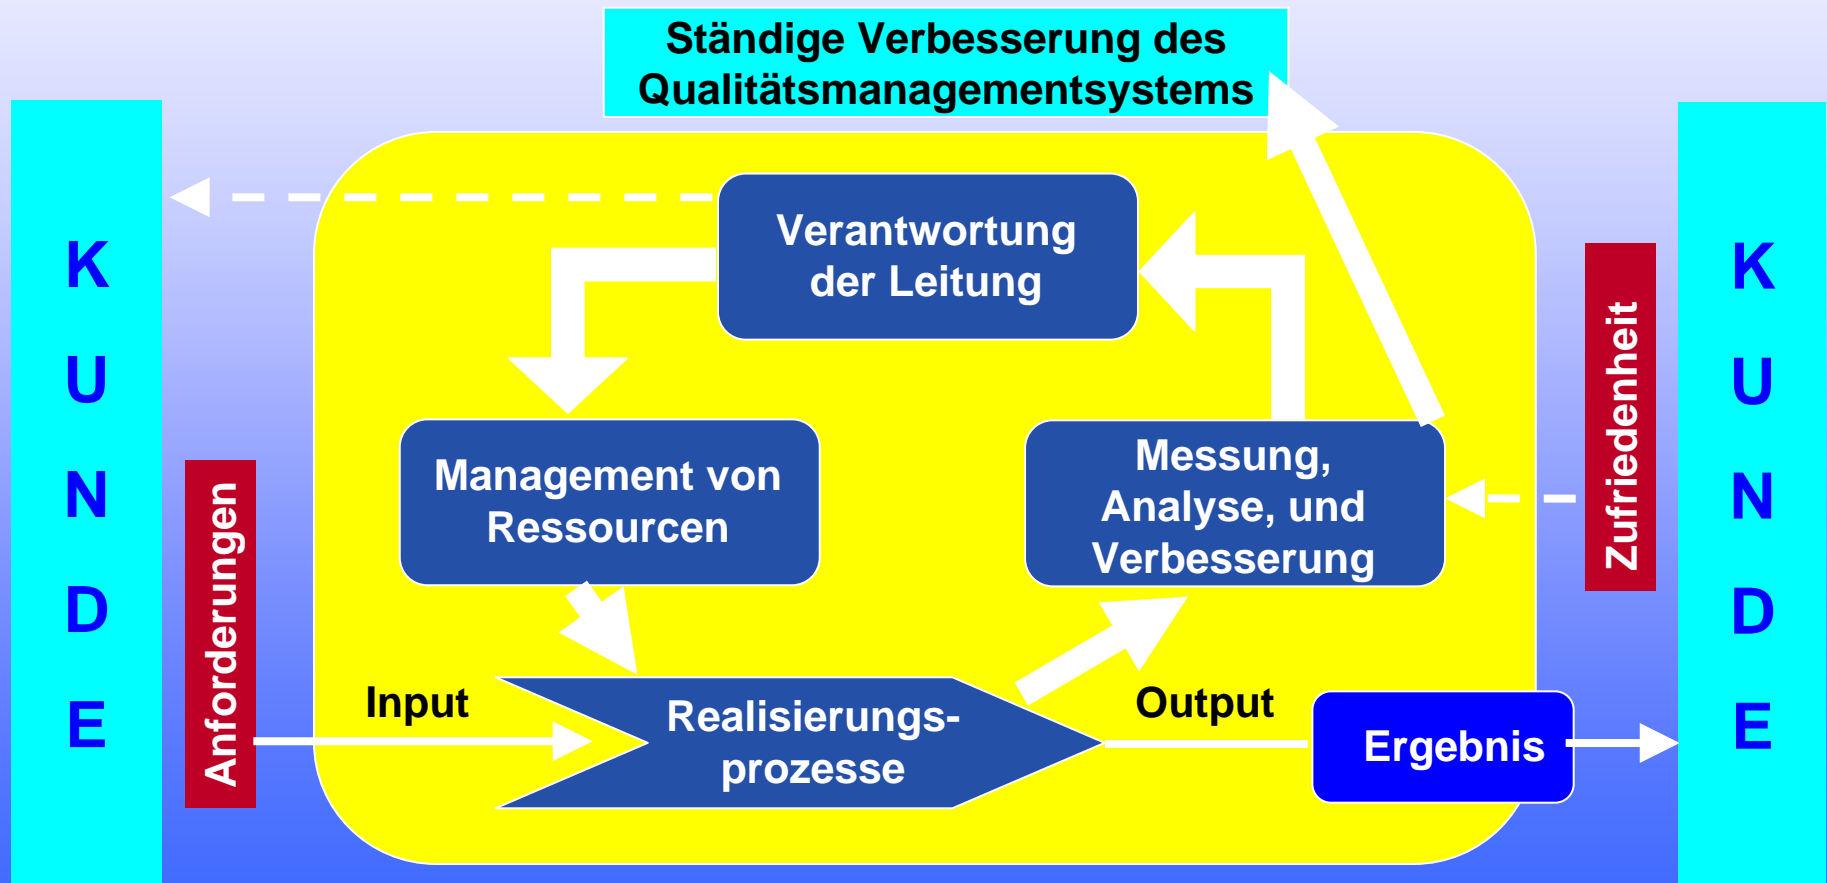 Ständige Verbesserung des
Qualitätsmanagementsystems
K
U
N
D
E
Anforderungen
Verantwortung
der Leitung
Management von
Ressourcen
Messung,
Analyse, und
Verbesserung
Input
Realisierungs-
prozesse
Output
Ergebnis
Zufriedenheit
K
U
N
D
E